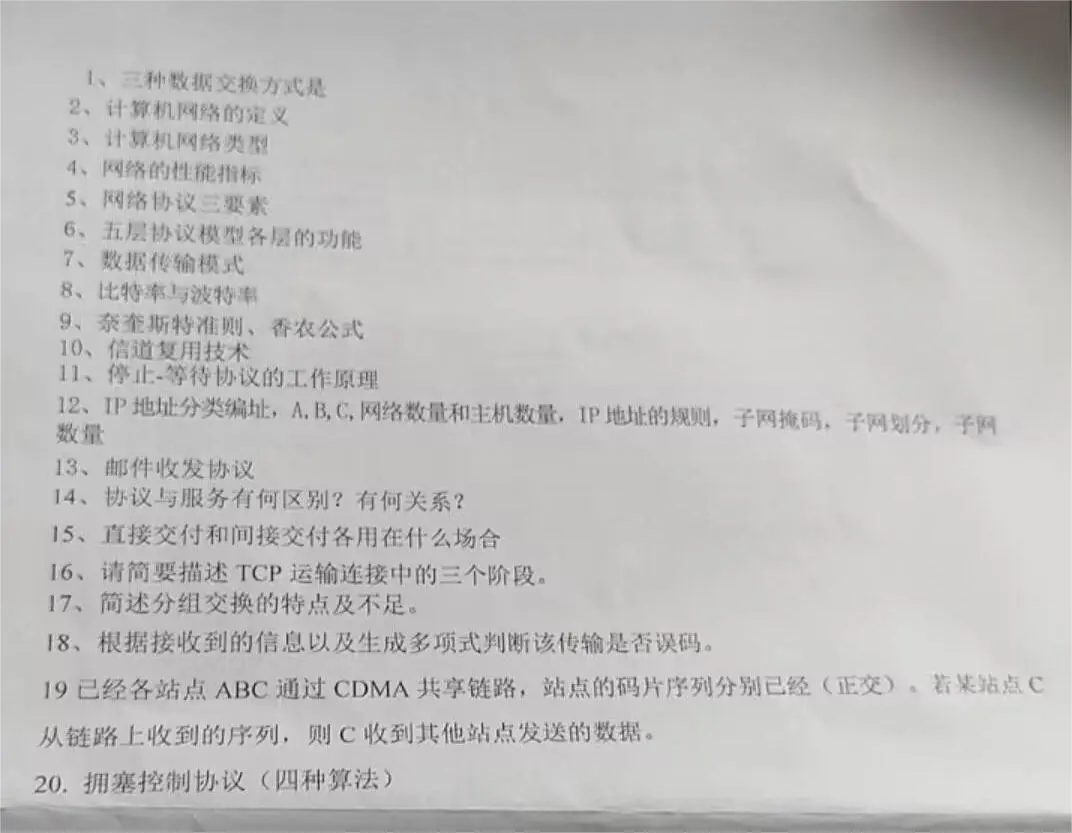 1、三种数据交换方式是
2、计算机网络的定义
3、计算机网络类型
4、网络的性能指标
5、网络协议三要素
6、五层协议模型各层的功能
7、数据传输模式
8、比特率与波特率
9、奈奎斯特准则、香农公式
10、信道复用技术
11、停止-等待协议的工作原理
12、IP 地址分类编址，A,B,C,网络数量和主机数量，IP 地址的规则，子网掩码，子网划分，子网
数量
13、邮件收发协议
14、协议与服务有何区别？有何关系？
15、直接交付和间接交付各用在什么场合
16、请简要描述 TCP 运输连接中的三个阶段。
17、简述分组交换的特点及不足。
18、根据接收到的信息以及生成多项式判断该传输是否误码。
19 已经各站点 ABC 通过 CDMA 共享链路，站点的码片序列分别已经（正交）。若某站点 C
从链路上收到的序列，则 C 收到其他站点发送的数据。
20. 拥塞控制协议（四种算法）